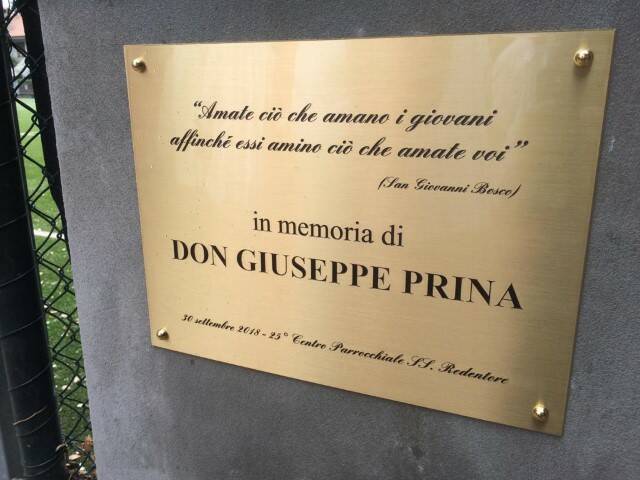 “Amate ciò che amano i giovani
affinché essi amino ciò che amate voi”
(San Giovanni Bosco)
in memoria di
DON GIUSEPPE PRINA
30 settembre 2018 - 25° Centro Parrocchiale SS. Redentore